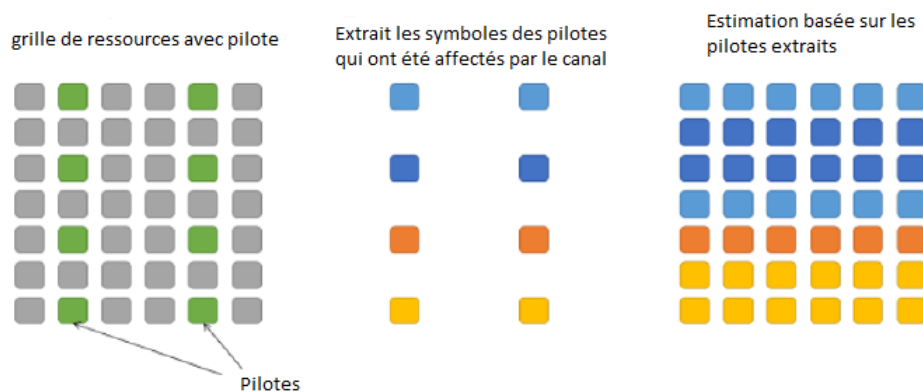 grille de ressources avec pilote
Extrait les symboles des pilotes
qui ont été affectés par le canal
Estimation basée sur les
pilotes extraits
Pilotes